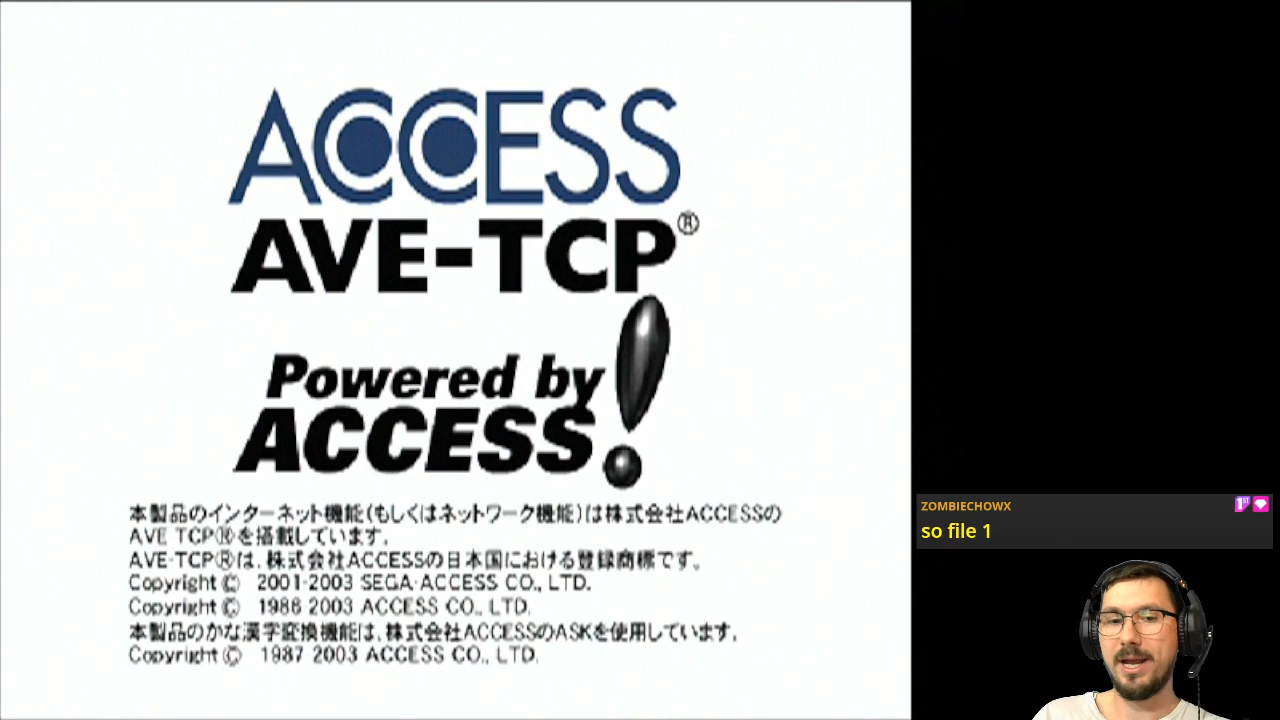 ACCESS
AVE-TCP®
Powered by
ACCESS!
本製品のインターネット機能(もしくはネットワーク機能)は株式会社ACCESSの
AVE TCP®を搭載しています。
AVE-TCP®は、株式会社ACCESSの日本国における登録商標です。
Copyright © 2001-2003 SEGA-ACCESS CO., LTD.
Copyright © 1986 2003 ACCESS CO., LTD.
本製品のかな漢字変換機能は、株式会社ACCESSのASKを使用しています。
Copyright © 1987 2003 ACCESS CO., LTD.
ZOMBIECHOWX
1ST
so file 1